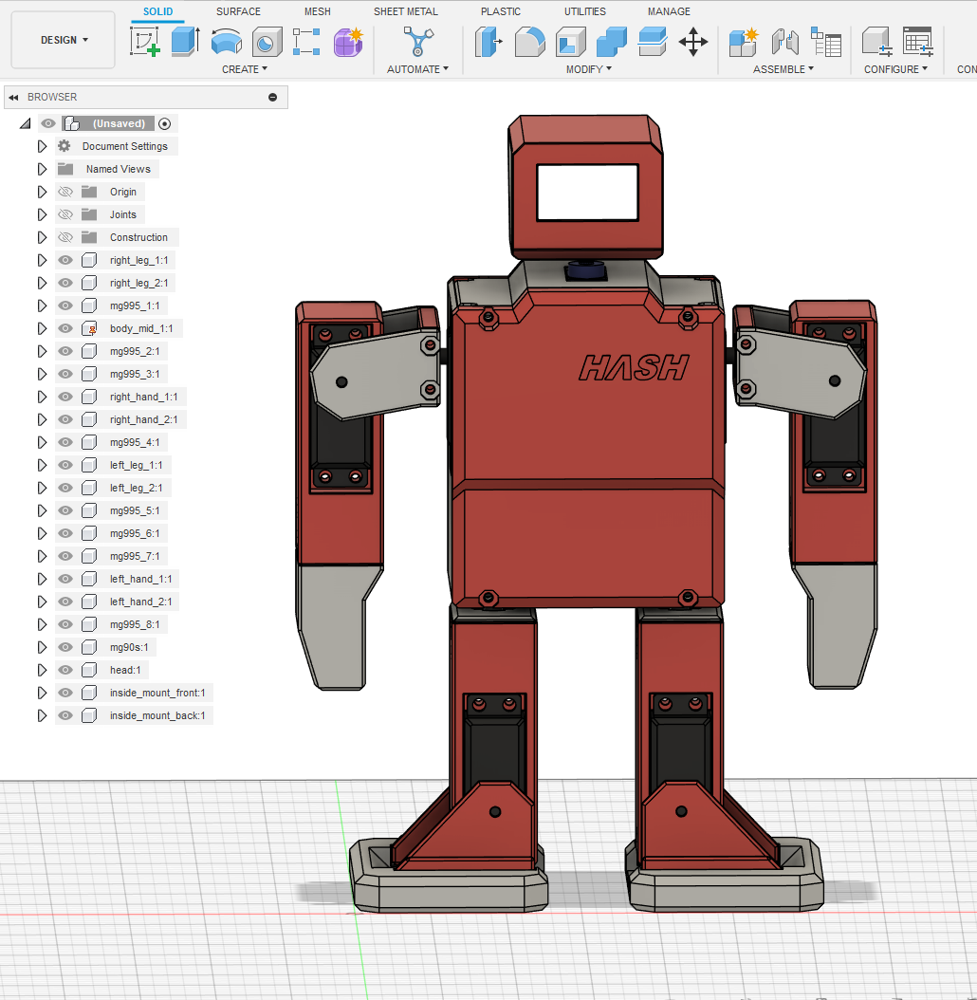 SOLID SURFACE MESH SHEET METAL PLASTIC UTILITIES MANAGE
DESIGN
CREATE AUTOMATE MODIFY ASSEMBLE CONFIGURE CON
BROWSER
(Unsaved)
Document Settings
Named Views
Origin
Joints
Construction
right_leg_1:1
right_leg_2:1
mg995_1:1
body_mid_1:1
mg995_2:1
mg995_3:1
right_hand_1:1
right_hand_2:1
mg995_4:1
left_leg_1:1
left_leg_2:1
mg995_5:1
mg995_6:1
mg995_7:1
left_hand_1:1
left_hand_2:1
mg995_8:1
mg90s:1
head:1
inside_mount_front:1
inside_mount_back:1
HASH